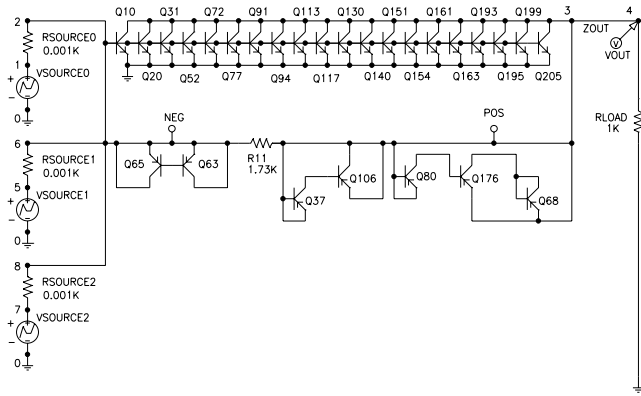 2
Q10 Q31 Q72 Q91 Q113 Q130 Q151 Q161 Q193 Q199
3
4
ZOUT
V
VOUT
RSOURCE0
0.001K
1
+
VSOURCE0
−
0
Q20 Q52 Q77 Q94 Q117 Q140 Q154 Q163 Q195 Q205
NEG
POS
RLOAD
1K
6
RSOURCE1
0.001K
5
+
VSOURCE1
−
0
Q65 Q63
R11
1.73K
Q37
Q106
Q80
Q176
Q68
8
RSOURCE2
0.001K
7
+
VSOURCE2
−
0